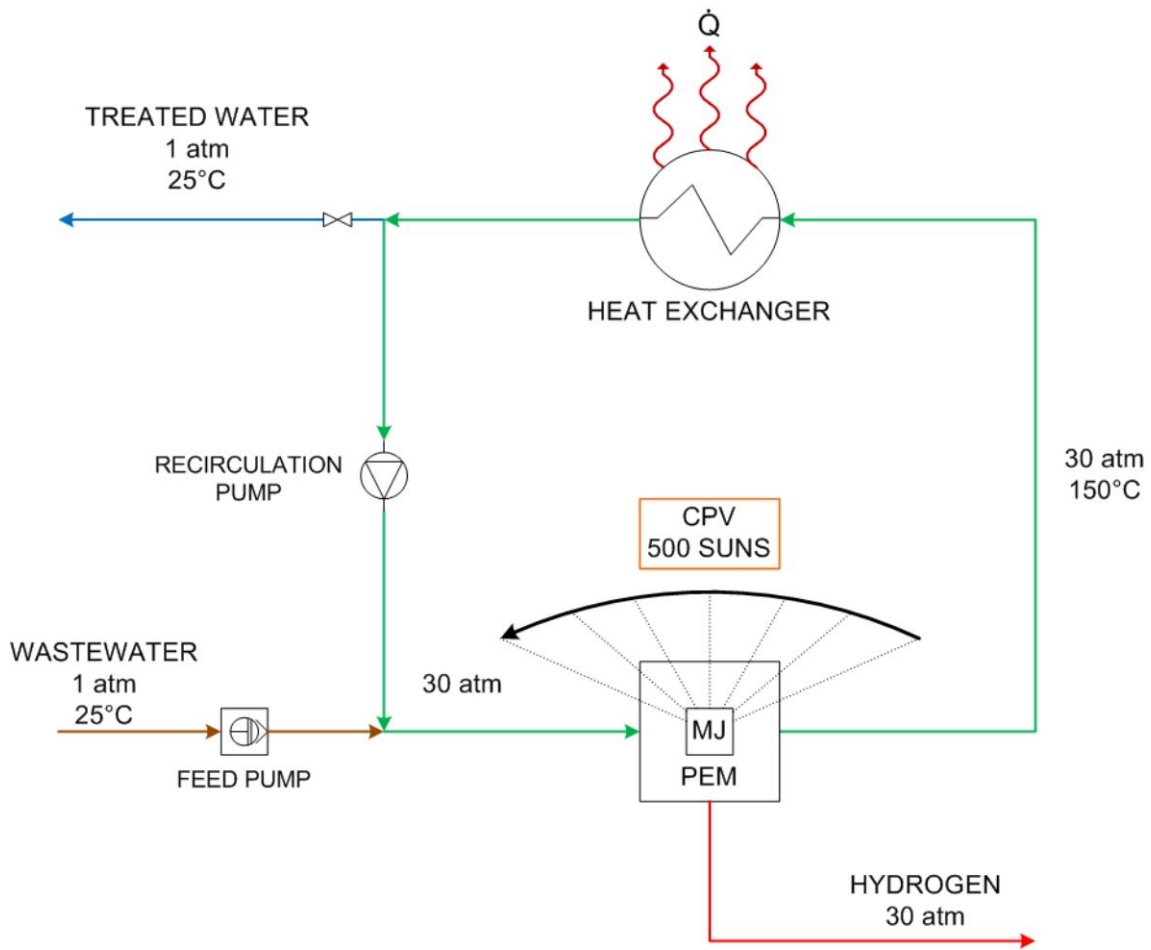 Q̇
TREATED WATER
1 atm
25°C
HEAT EXCHANGER
RECIRCULATION
PUMP
30 atm
150°C
CPV
500 SUNS
WASTEWATER
1 atm
25°C
30 atm
MJ
PEM
FEED PUMP
HYDROGEN
30 atm